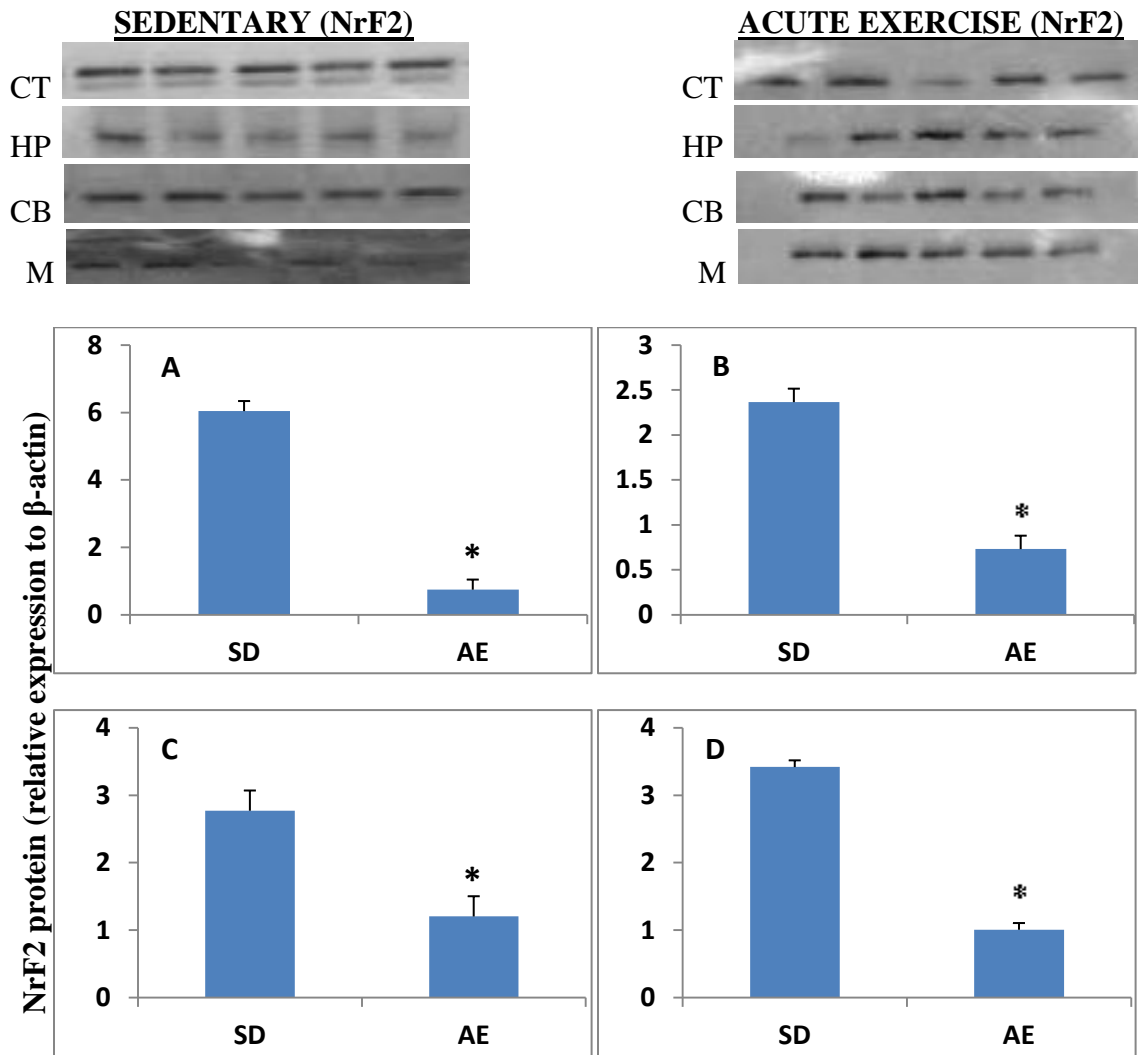 SEDENTARY (NrF2)
ACUTE EXERCISE (NrF2)
CT
HP
CB
M
CT
HP
CB
M
NrF2 protein (relative expression to β-actin)
A
8
6
4
2
0
*
SD
AE
B
3
2.5
2
1.5
1
0.5
0
*
SD
AE
C
4
3
2
1
0
*
SD
AE
D
4
3
2
1
0
*
SD
AE